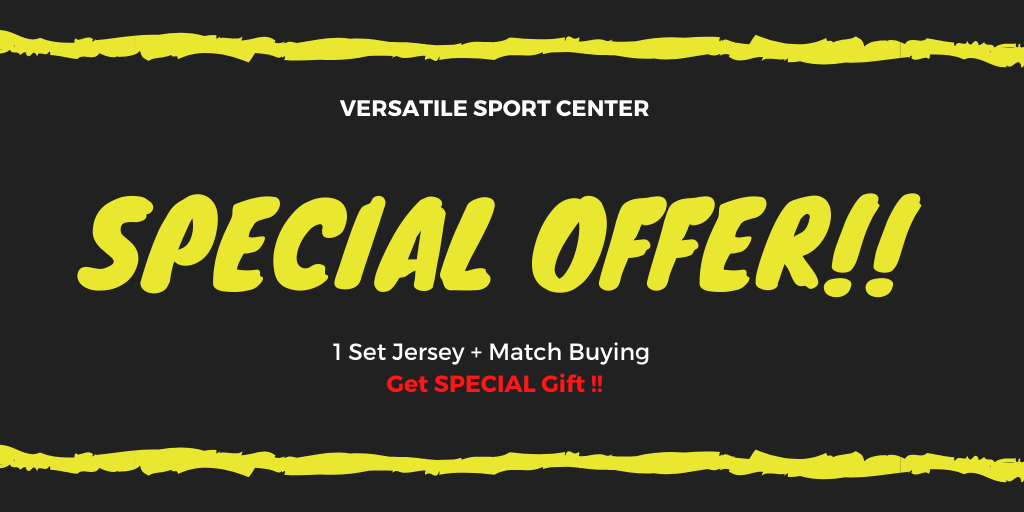 VERSATILE SPORT CENTER
SPECIAL OFFER!!
1 Set Jersey + Match Buying
Get SPECIAL Gift !!